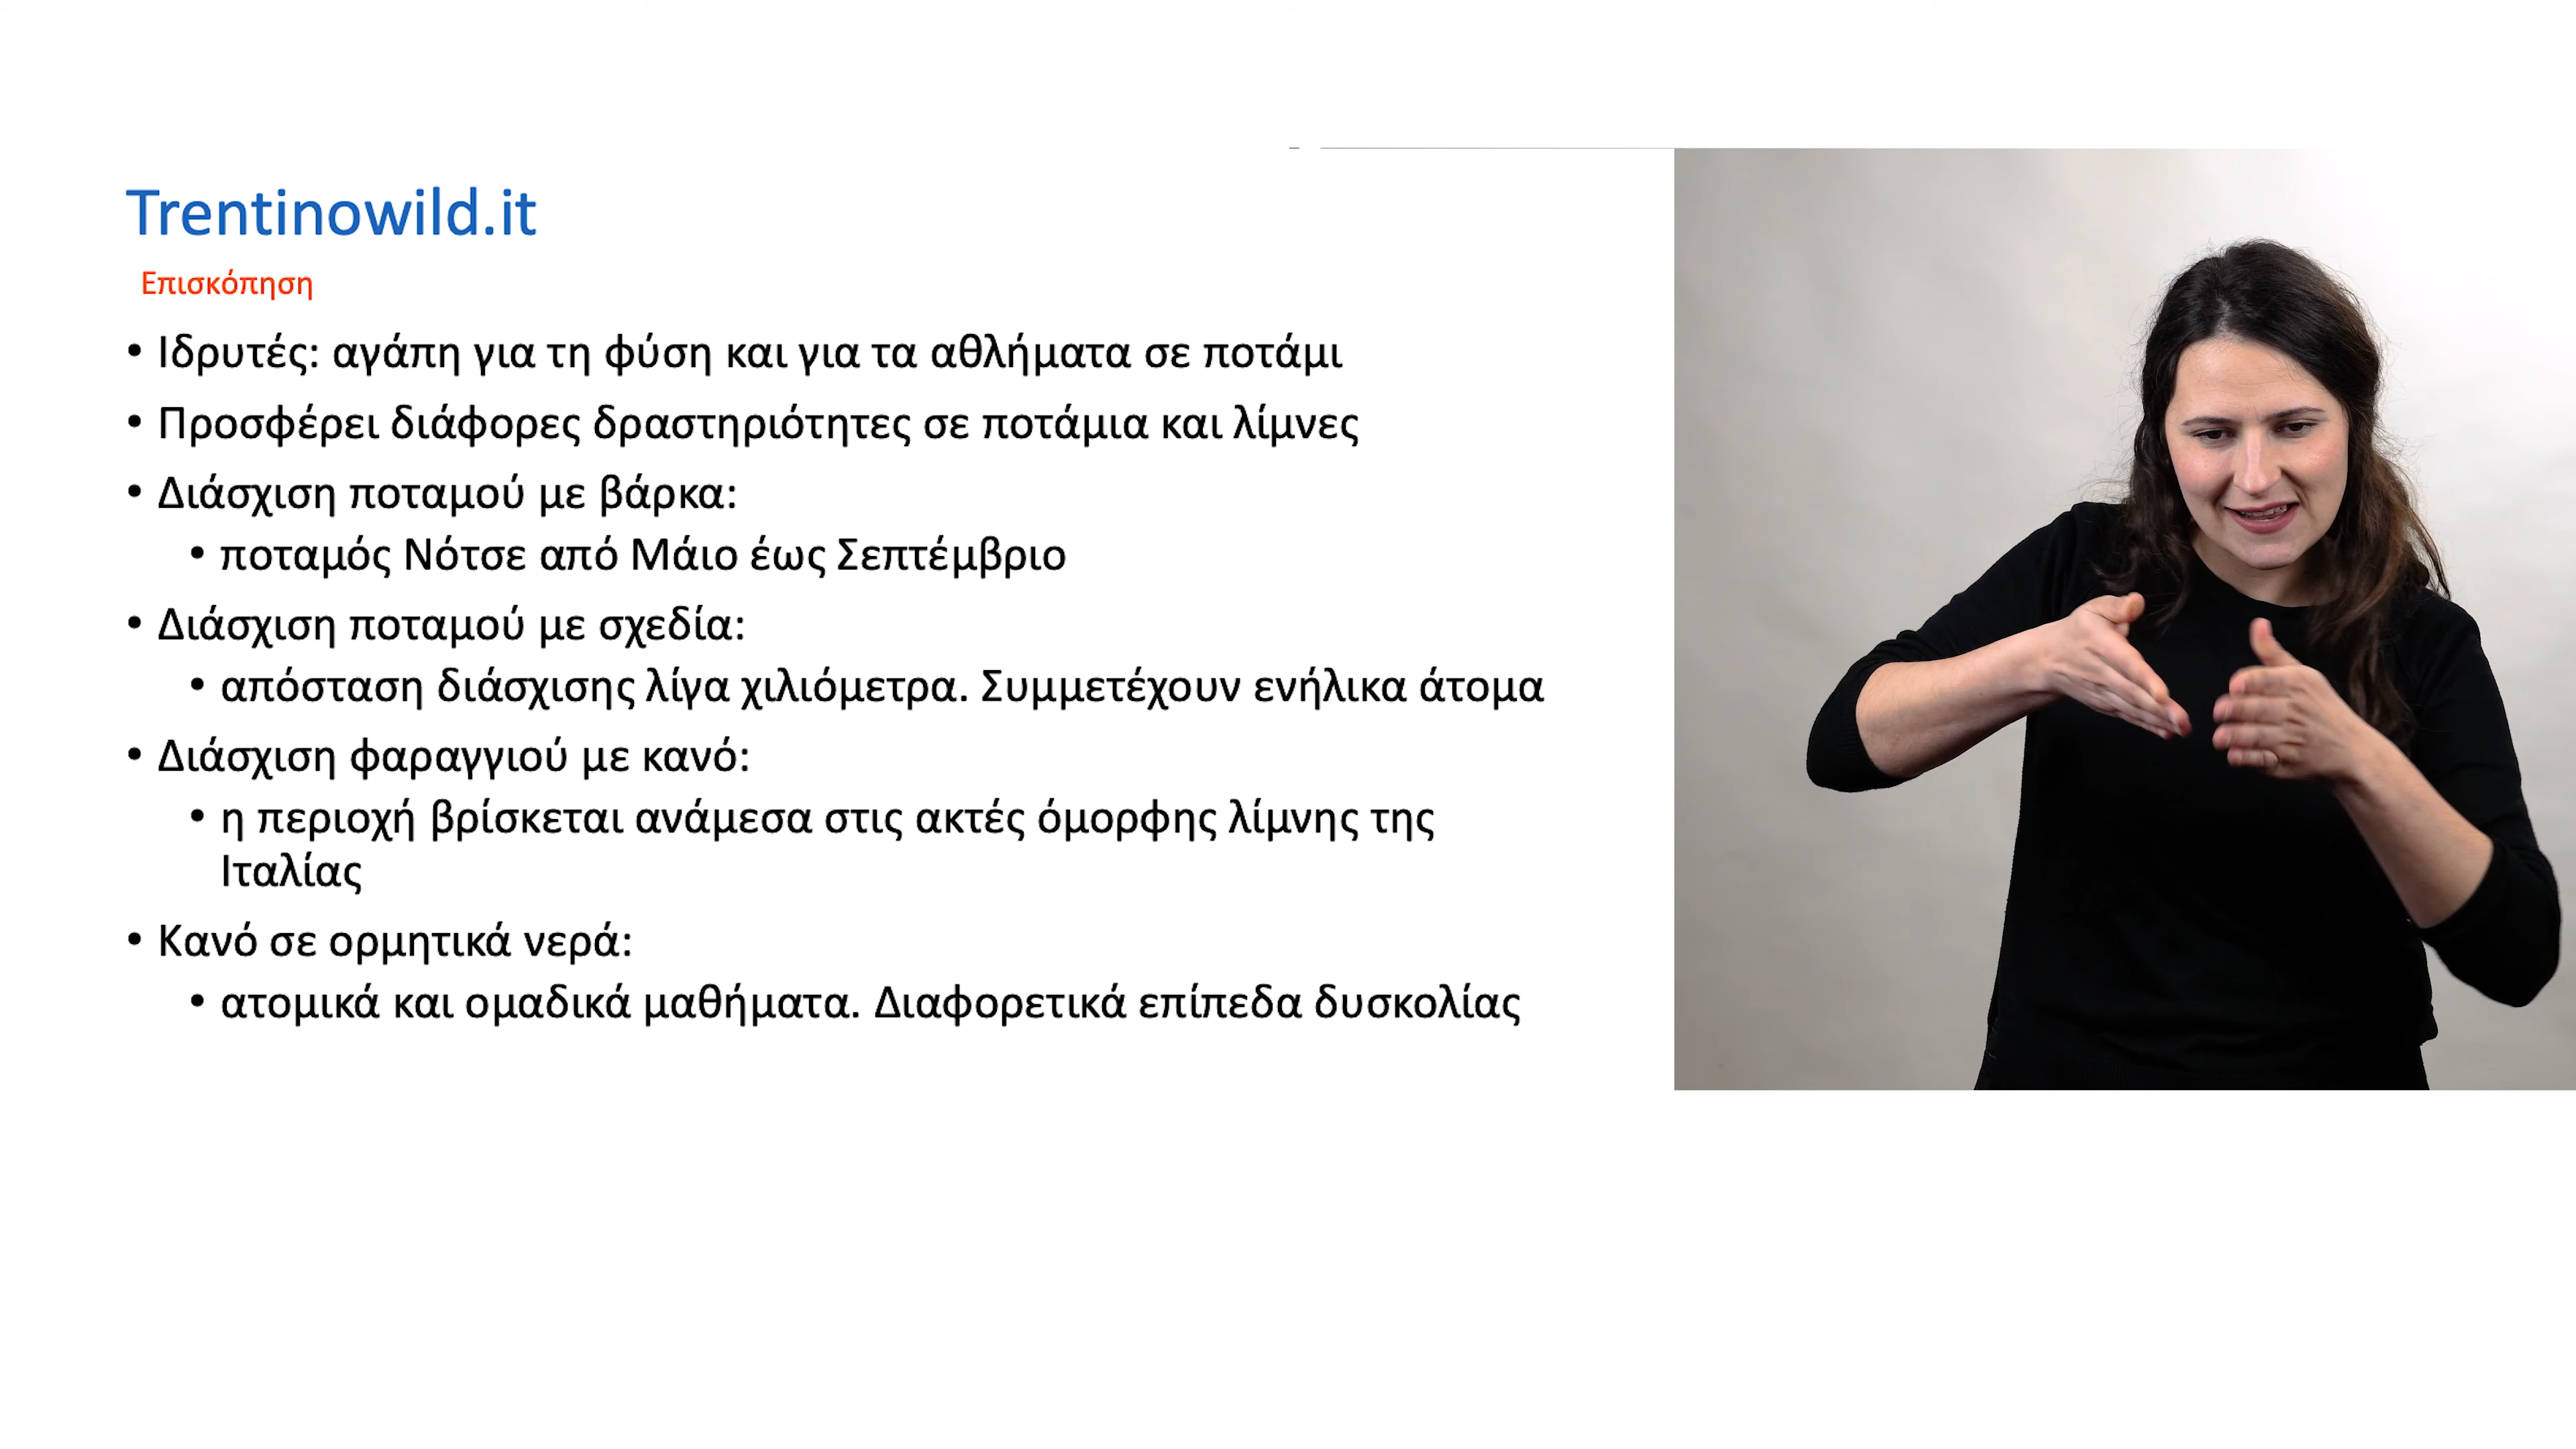 Trentinowild.it
Επισκόπηση
• Ιδρυτές: αγάπη για τη φύση και για τα αθλήματα σε ποτάμι
• Προσφέρει διάφορες δραστηριότητες σε ποτάμια και λίμνες
• Διάσχιση ποταμού με βάρκα:
• ποταμός Νότσε από Μάιο έως Σεπτέμβριο
• Διάσχιση ποταμού με σχεδία:
• απόσταση διάσχισης λίγα χιλιόμετρα. Συμμετέχουν ενήλικα άτομα
• Διάσχιση φαραγγιού με κανό:
• η περιοχή βρίσκεται ανάμεσα στις ακτές όμορφης λίμνης της
Ιταλίας
• Κανό σε ορμητικά νερά:
• ατομικά και ομαδικά μαθήματα. Διαφορετικά επίπεδα δυσκολίας